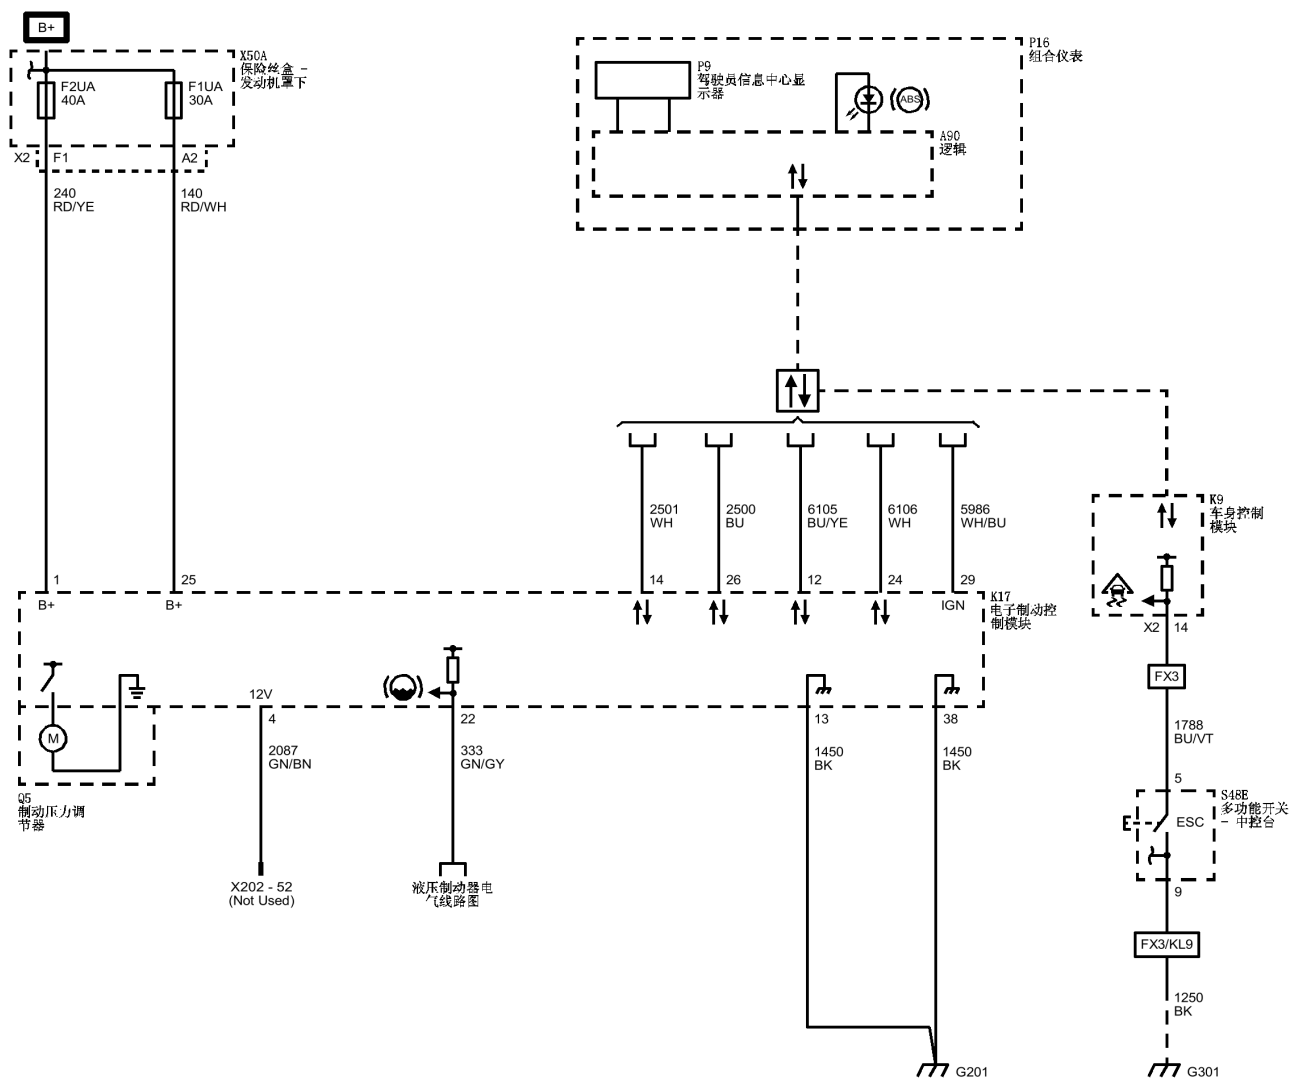 B+
X50A
保险丝盒 -
发动机罩下
F2UA
40A
F1UA
30A
X2
F1
A2
240
RD/YE
140
RD/WH
P16
组合仪表
P9
驾驶员信息中心显
示器
ABS
A90
逻辑
2501
WH
2500
BU
6105
BU/YE
6106
WH
5986
WH/BU
K9
车身控制
模块
1
25
14
26
12
24
29
B+
B+
IGN
K17
电子制动控
制模块
X2
14
FX3
12V
4
22
13
38
M
2087
GN/BN
333
GN/GY
1450
BK
1450
BK
1788
BU/VT
5
Q5
制动压力调
节器
S48E
多功能开关
- 中控台
ESC
9
X202 - 52
(Not Used)
液压制动器电
气线路图
FX3/KL9
1250
BK
G201
G301